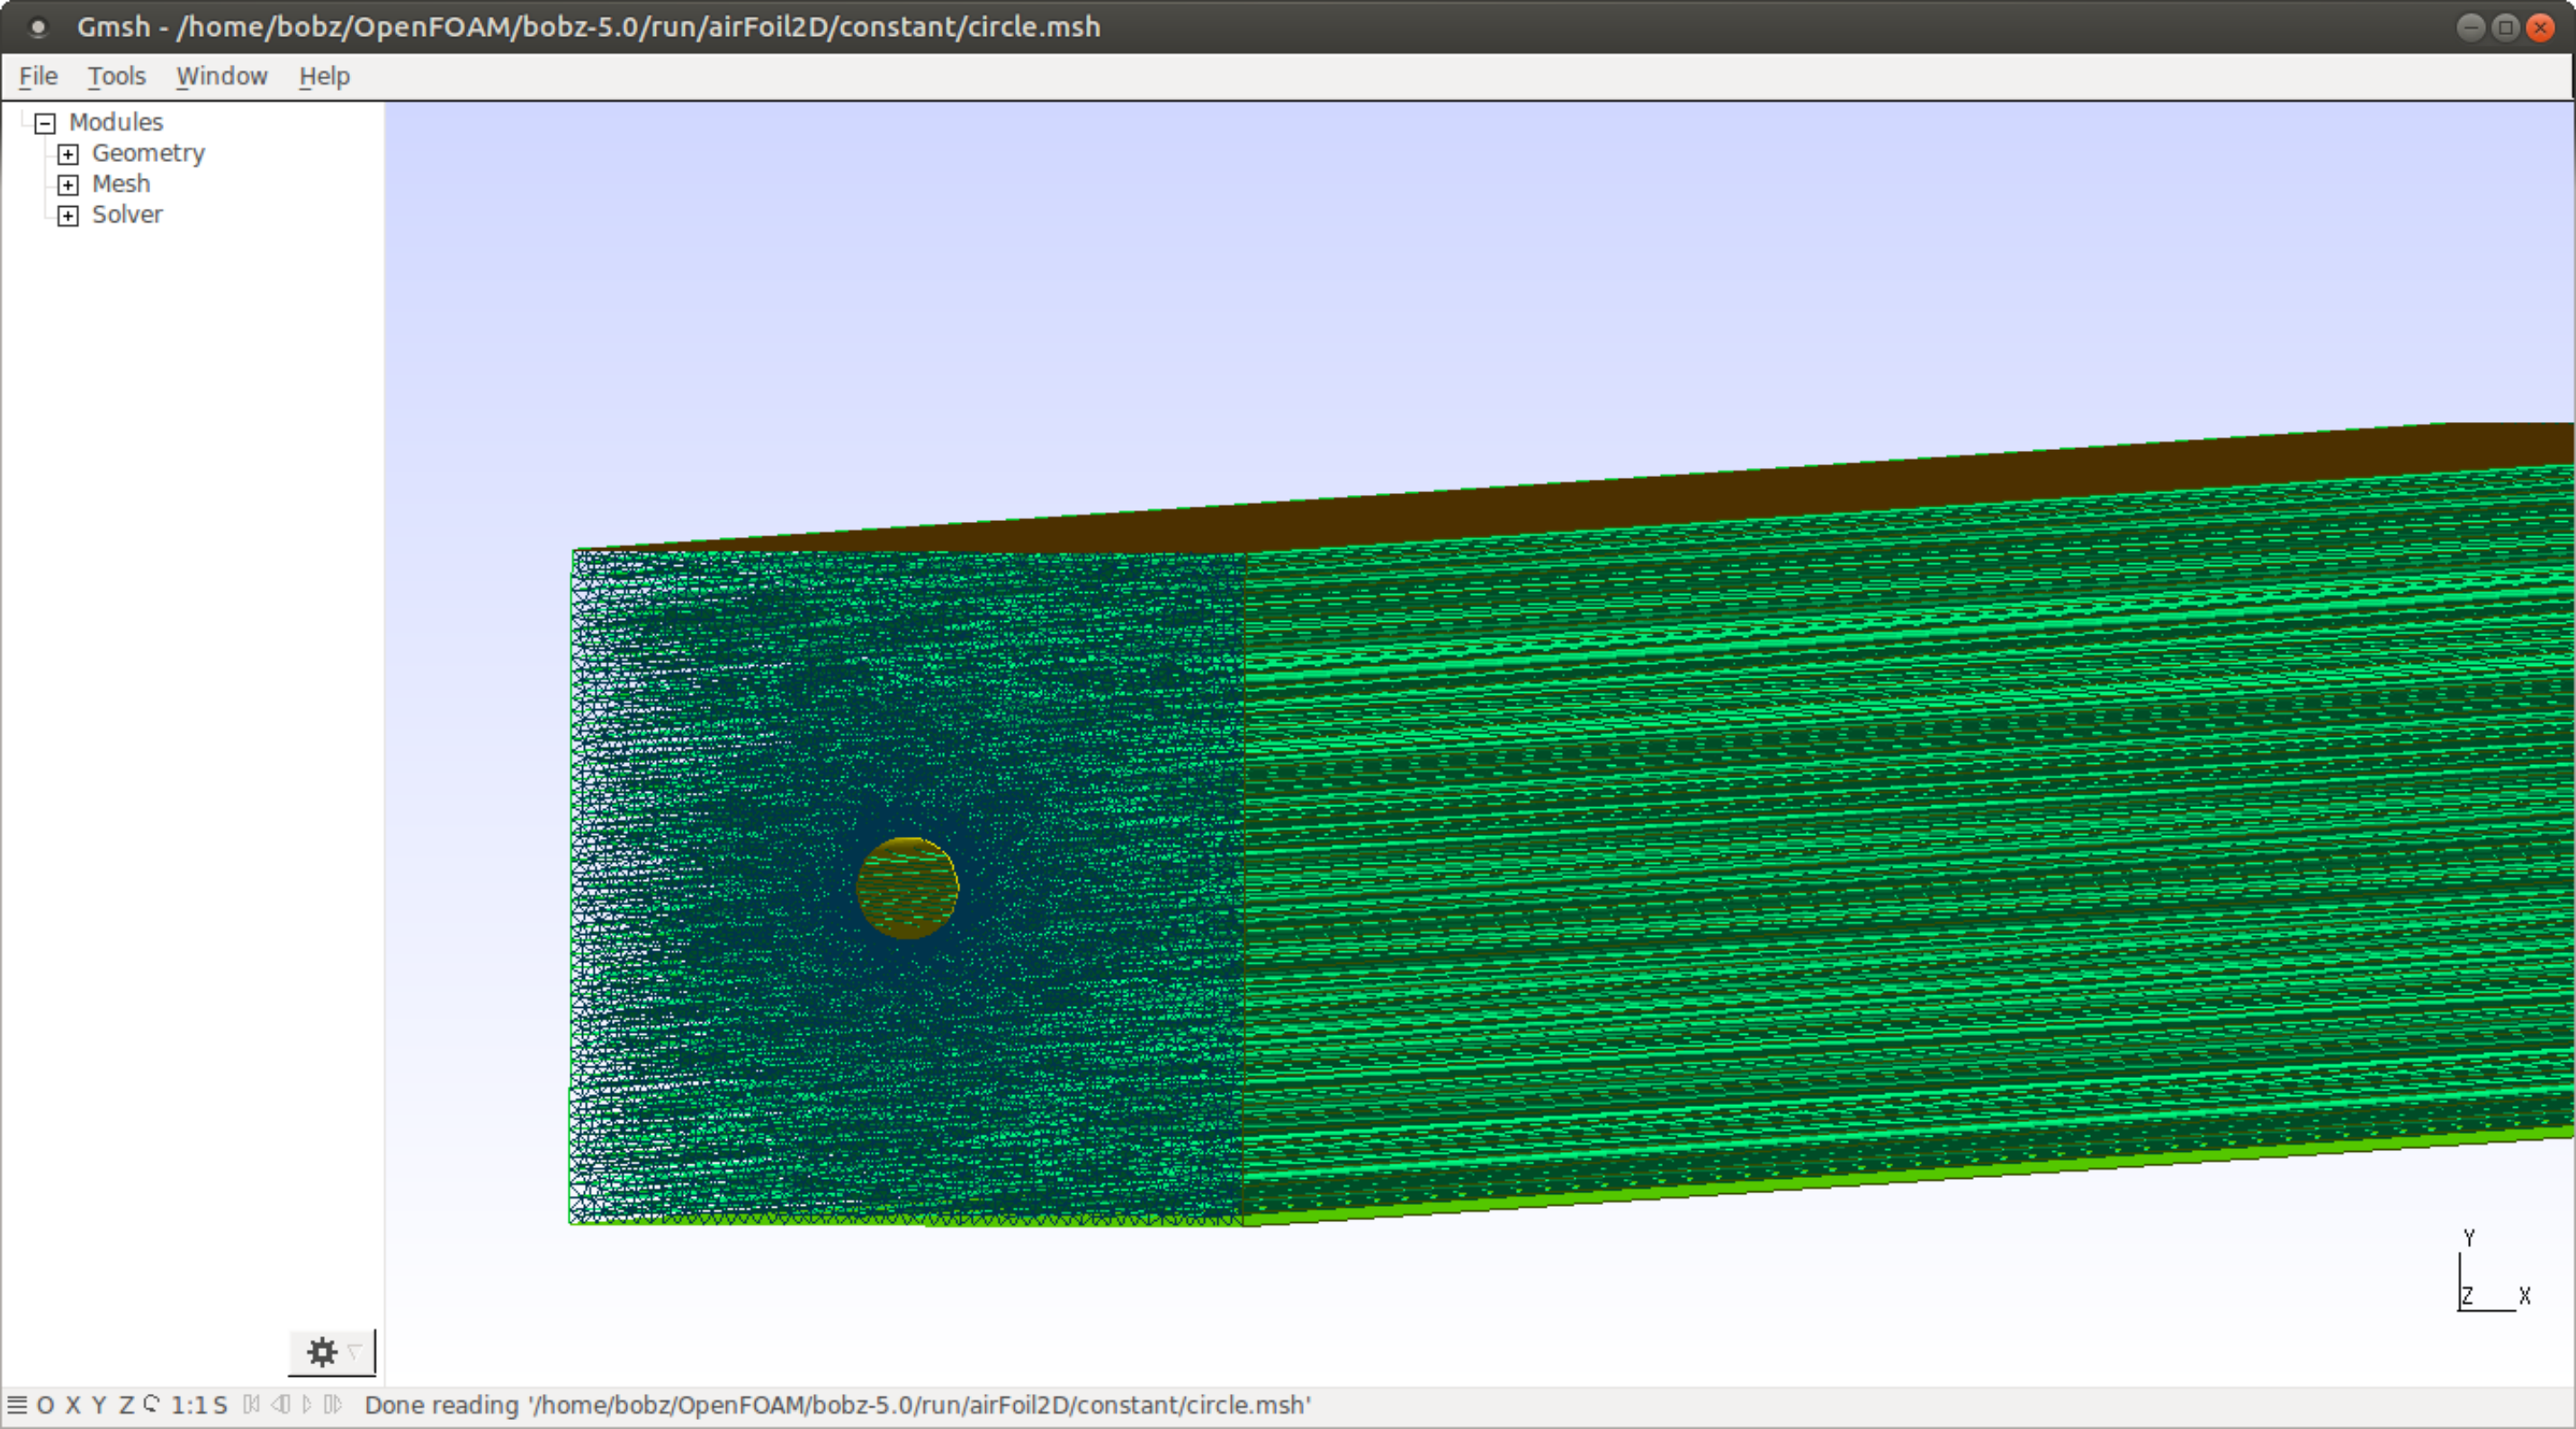 Gmsh - /home/bobz/OpenFOAM/bobz-5.0/run/airFoil2D/constant/circle.msh
File Tools Window Help
Modules
Geometry
Mesh
Solver
Y
Z X
O X Y Z 1:1 S Done reading '/home/bobz/OpenFOAM/bobz-5.0/run/airFoil2D/constant/circle.msh'